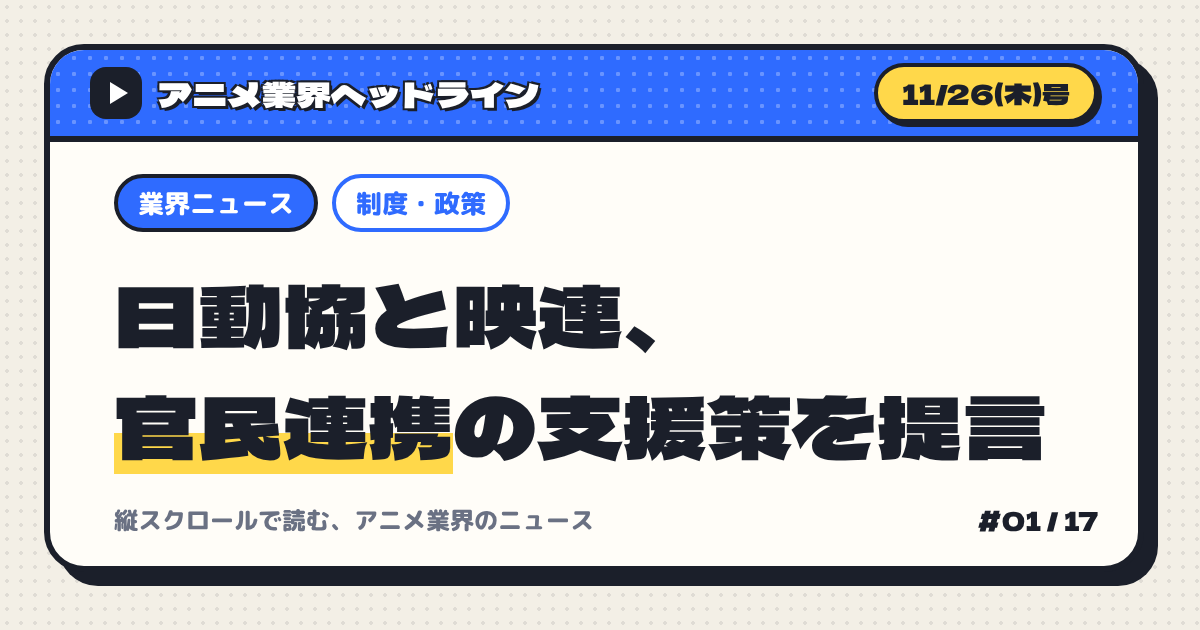 アニメ業界ヘッドライン
11/26(木)号
業界ニュース
制度・政策
日動協と映連、
官民連携の支援策を提言
縦スクロールで読む、アニメ業界のニュース
#01 / 17